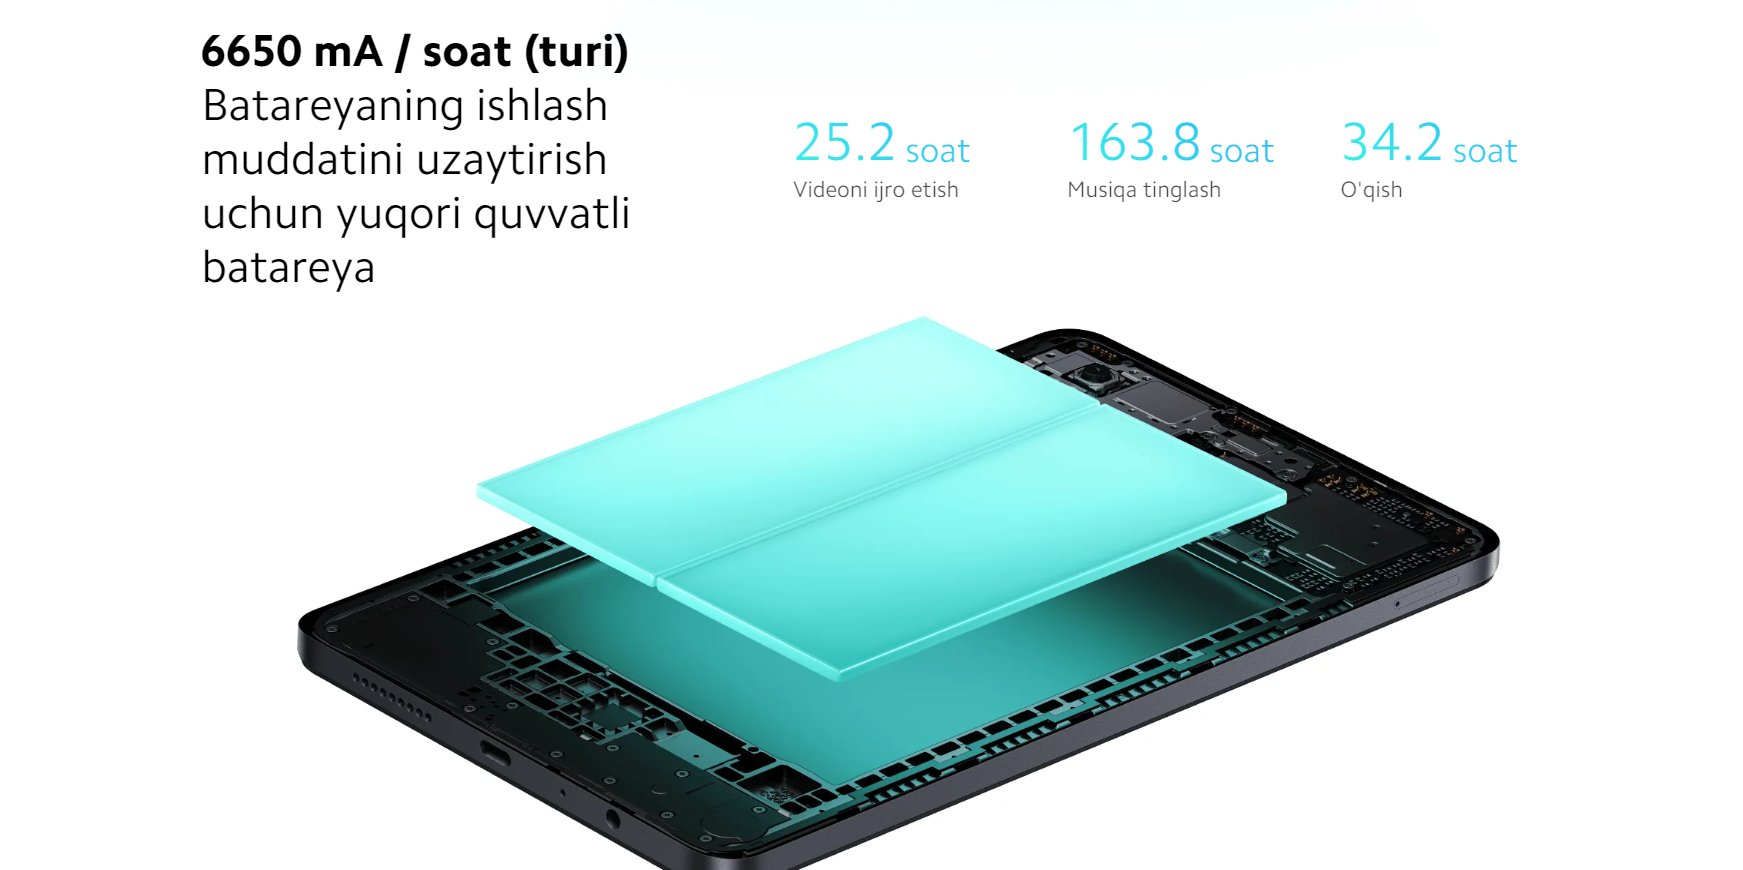 6650 mA / soat (turi)
Batareyaning ishlash
muddatini uzaytirish
uchun yuqori quvvatli
batareya
25.2 soat
Videoni ijro etish
163.8 soat
Musiqa tinglash
34.2 soat
O'qish